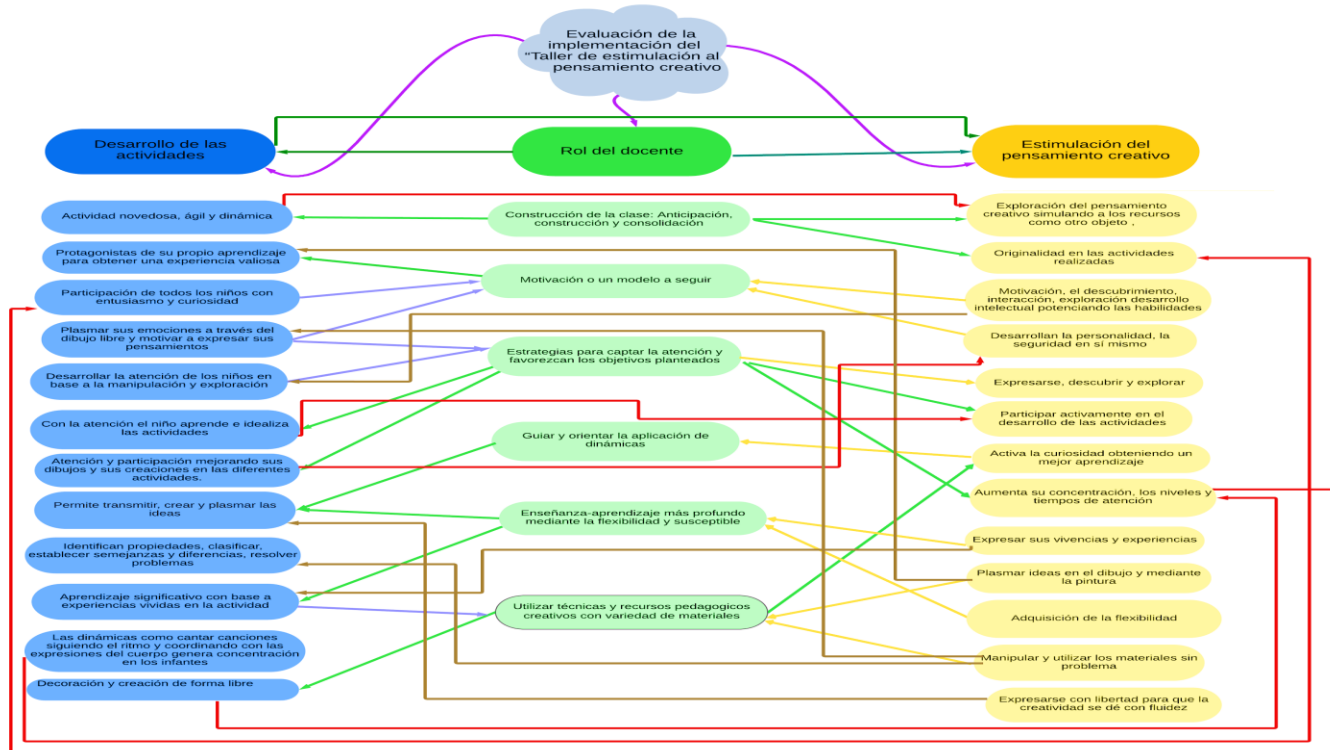 Evaluación de la
implementación del
"Taller de estimulación al
pensamiento creativo
Desarrollo de las
actividades
Rol del docente
Estimulación del
pensamiento creativo
Actividad novedosa, ágil y dinámica
Protagonistas de su propio aprendizaje
para obtener una experiencia valiosa
Participación de todos los niños con
entusiasmo y curiosidad
Plasmar sus emociones a través del
dibujo libre y motivar a expresar sus
pensamientos
Desarrollar la atención de los niños en
base a la manipulación y exploración
Con la atención el niño aprende e idealiza
las actividades
Atención y participación mejorando sus
dibujos y sus creaciones en las diferentes
actividades.
Permite transmitir, crear y plasmar las
ideas
Identifican propiedades, clasificar,
establecer semejanzas y diferencias, resolver
problemas
Aprendizaje significativo con base a
experiencias vividas en la actividad
Las dinámicas como cantar canciones
siguiendo el ritmo y coordinando con las
expresiones del cuerpo genera concentración
en los infantes
Decoración y creación de forma libre
Construcción de la clase: Anticipación,
construcción y consolidación
Motivación o un modelo a seguir
Estrategias para captar la atención y
favorezcan los objetivos planteados
Guiar y orientar la aplicación de
dinámicas
Enseñanza-aprendizaje más profundo
mediante la flexibilidad y susceptible
Utilizar técnicas y recursos pedagogicos
creativos con variedad de materiales
Exploración del pensamiento
creativo simulando a los recursos
como otro objeto ,
Originalidad en las actividades
realizadas
Motivación, el descubrimiento,
interacción, exploración desarrollo
intelectual potenciando las habilidades
Desarrollan la personalidad, la
seguridad en sí mismo
Expresarse, descubrir y explorar
Participar activamente en el
desarrollo de las actividades
Activa la curiosidad obteniendo un
mejor aprendizaje
Aumenta su concentración, los niveles y
tiempos de atención
Expresar sus vivencias y experiencias
Plasmar ideas en el dibujo y mediante
la pintura
Adquisición de la flexibilidad
Manipular y utilizar los materiales sin
problema
Expresarse con libertad para que la
creatividad se dé con fluidez